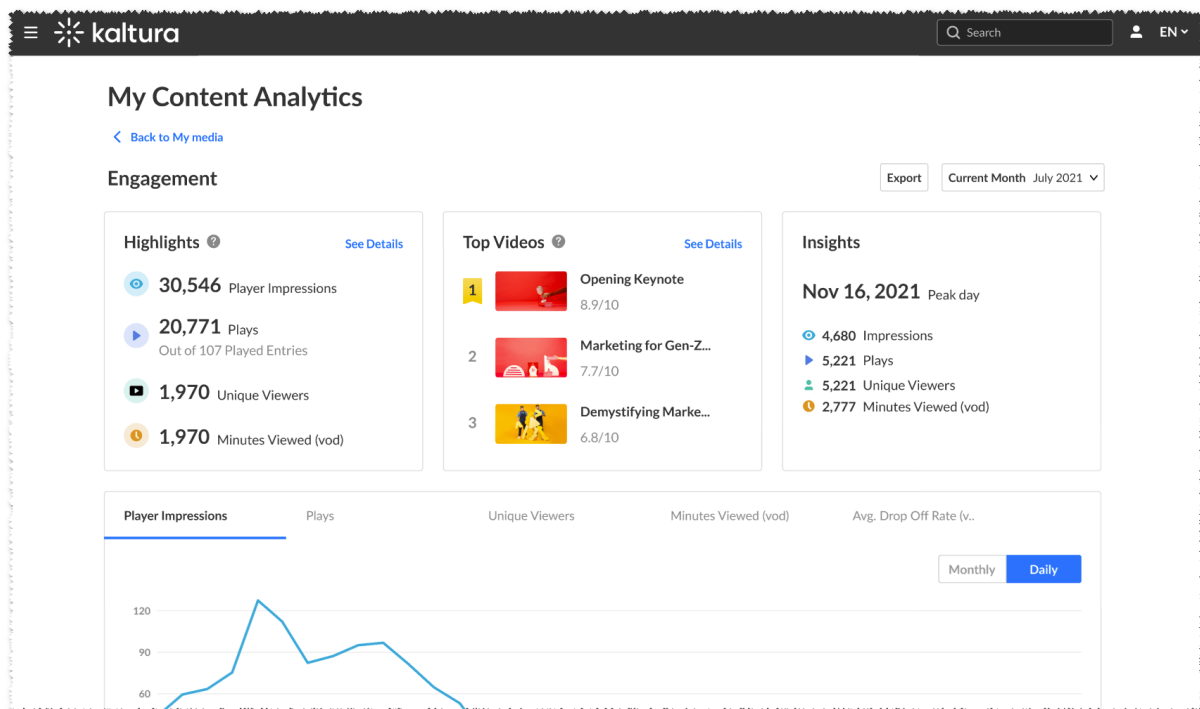 kaltura
Search
EN
My Content Analytics
Back to My media
Engagement
Export
Current Month July 2021
Highlights
See Details
30,546 Player Impressions
20,771 Plays
Out of 107 Played Entries
1,970 Unique Viewers
1,970 Minutes Viewed (vod)
Top Videos
See Details
1
Opening Keynote
8.9/10
2
Marketing for Gen-Z...
7.7/10
3
Demystifying Marke...
6.8/10
Insights
Nov 16, 2021 Peak day
4,680 Impressions
5,221 Plays
5,221 Unique Viewers
2,777 Minutes Viewed (vod)
Player Impressions
Plays
Unique Viewers
Minutes Viewed (vod)
Avg. Drop Off Rate (v..
Monthly
Daily
120
90
60